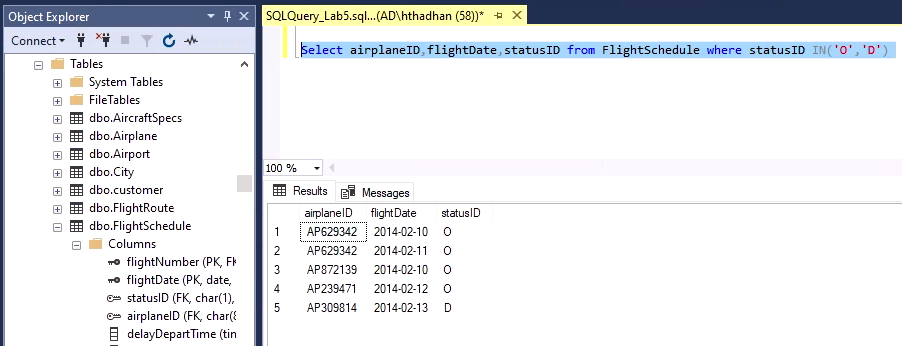 Object Explorer
Connect
Tables
System Tables
FileTables
dbo.AircraftSpecs
dbo.Airplane
dbo.Airport
dbo.City
dbo.customer
dbo.FlightRoute
dbo.FlightSchedule
Columns
flightNumber (PK, FK
flightDate (PK, date,
statusID (FK, char(1),
airplaneID (FK, char(8
delayDepartTime (tim
SQLQuery_Lab5.sql...(AD\hthadhan (58))*
Select airplaneID,flightDate,statusID from FlightSchedule where statusID IN('O','D')
100 %
Results Messages
airplaneID flightDate statusID
1 AP629342 2014-02-10 O
2 AP629342 2014-02-11 O
3 AP872139 2014-02-10 O
4 AP239471 2014-02-12 O
5 AP309814 2014-02-13 D